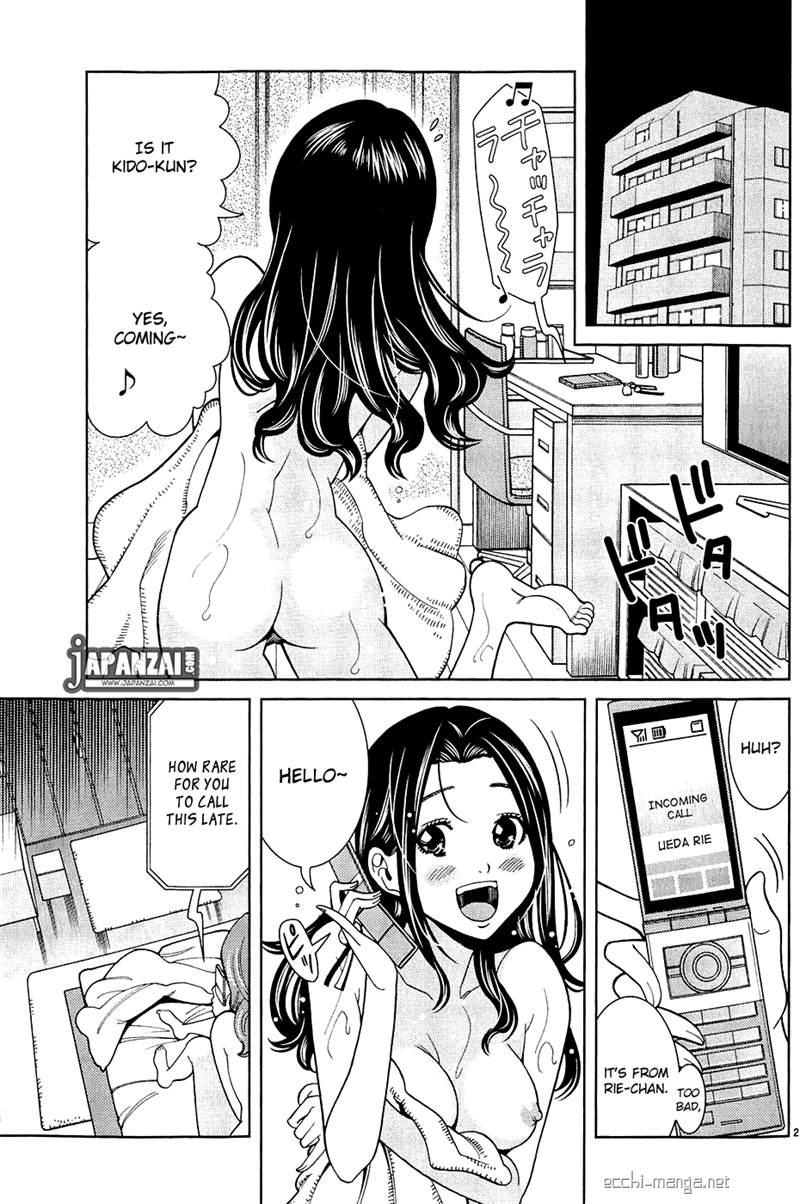 チャッチャラ
ラ〜〜
IS IT
KIDO-KUN?
YES,
COMING~
ドタ
ドタッ
JAPANZAI.COM
WWW.JAPANZAI.COM
HUH?
INCOMING
CALL
UEDA RIE
IT'S FROM
RIE-CHAN.
TOO
BAD,
HELLO~
HOW RARE
FOR YOU
TO CALL
THIS LATE.
2
ecchi-manga.net